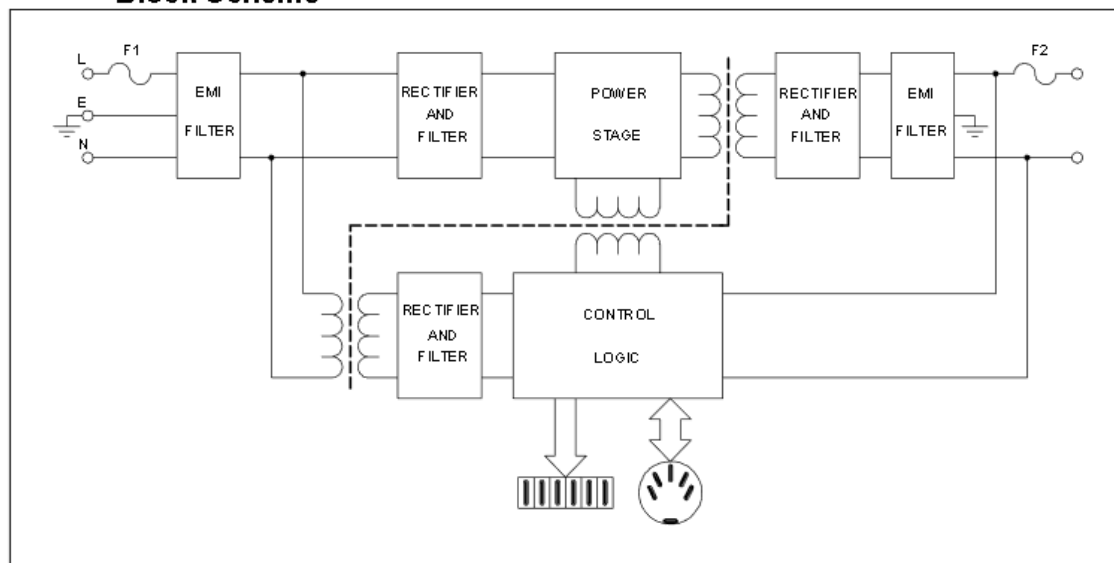 Block Scheme
F1
L
E
N
EMI
FILTER
RECTIFIER
AND
FILTER
POWER
STAGE
RECTIFIER
AND
FILTER
EMI
FILTER
F2
RECTIFIER
AND
FILTER
CONTROL
LOGIC